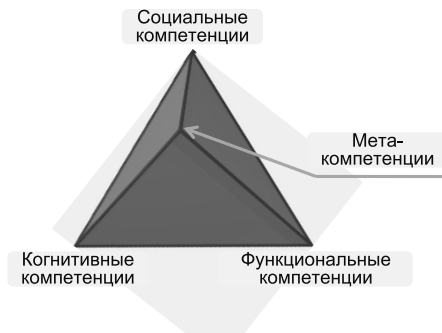 Социальные
компетенции
Мета-
компетенции
Когнитивные
компетенции
Функциональные
компетенции